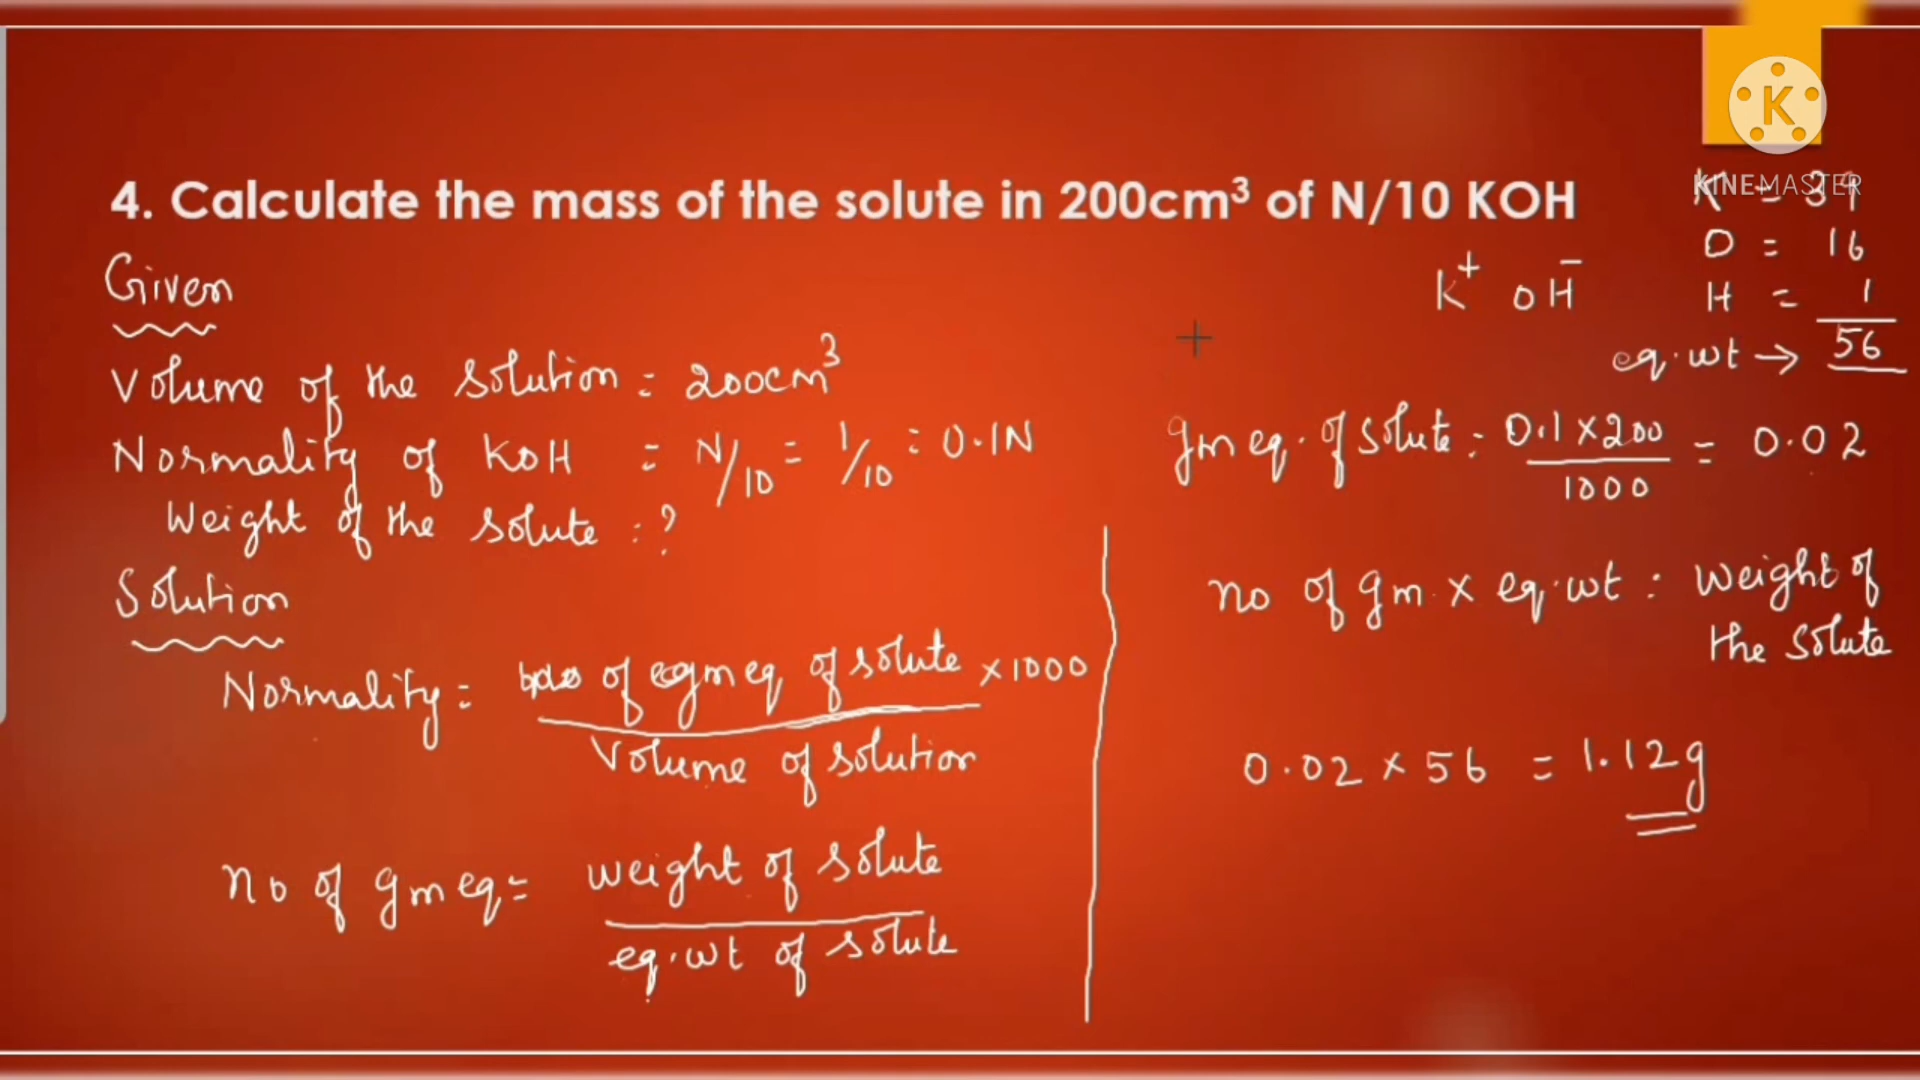 K
KINEMASTER
4. Calculate the mass of the solute in 200cm³ of N/10 KOH
Given
Volume of the solution = 200cm³
Normality of KOH = N/10 = 1/10 = 0.1N
Weight of the solute = ?
Solution
Normality = of gm eq of solute × 1000
Volume of solution
no of gm eq = weight of solute
eq. wt of solute
K = 39
O = 16
H = 1
K⁺ OH⁻
eq. wt → 56
gm eq. of solute = 0.1 × 200 = 0.02
1000
no of gm × eq. wt = weight of
the solute
0.02 × 56 = 1.12g